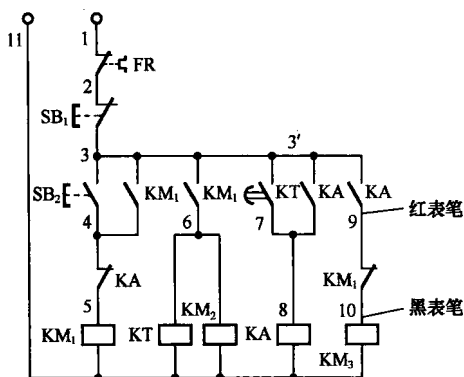 11
1
FR
2
SB₁
3
3′
SB₂
KM₁
KM₁
KT
KA
KA
4
6
7
9
红表笔
KA
KM₁
5
8
10
黑表笔
KM₁
KT
KM₂
KA
KM₃